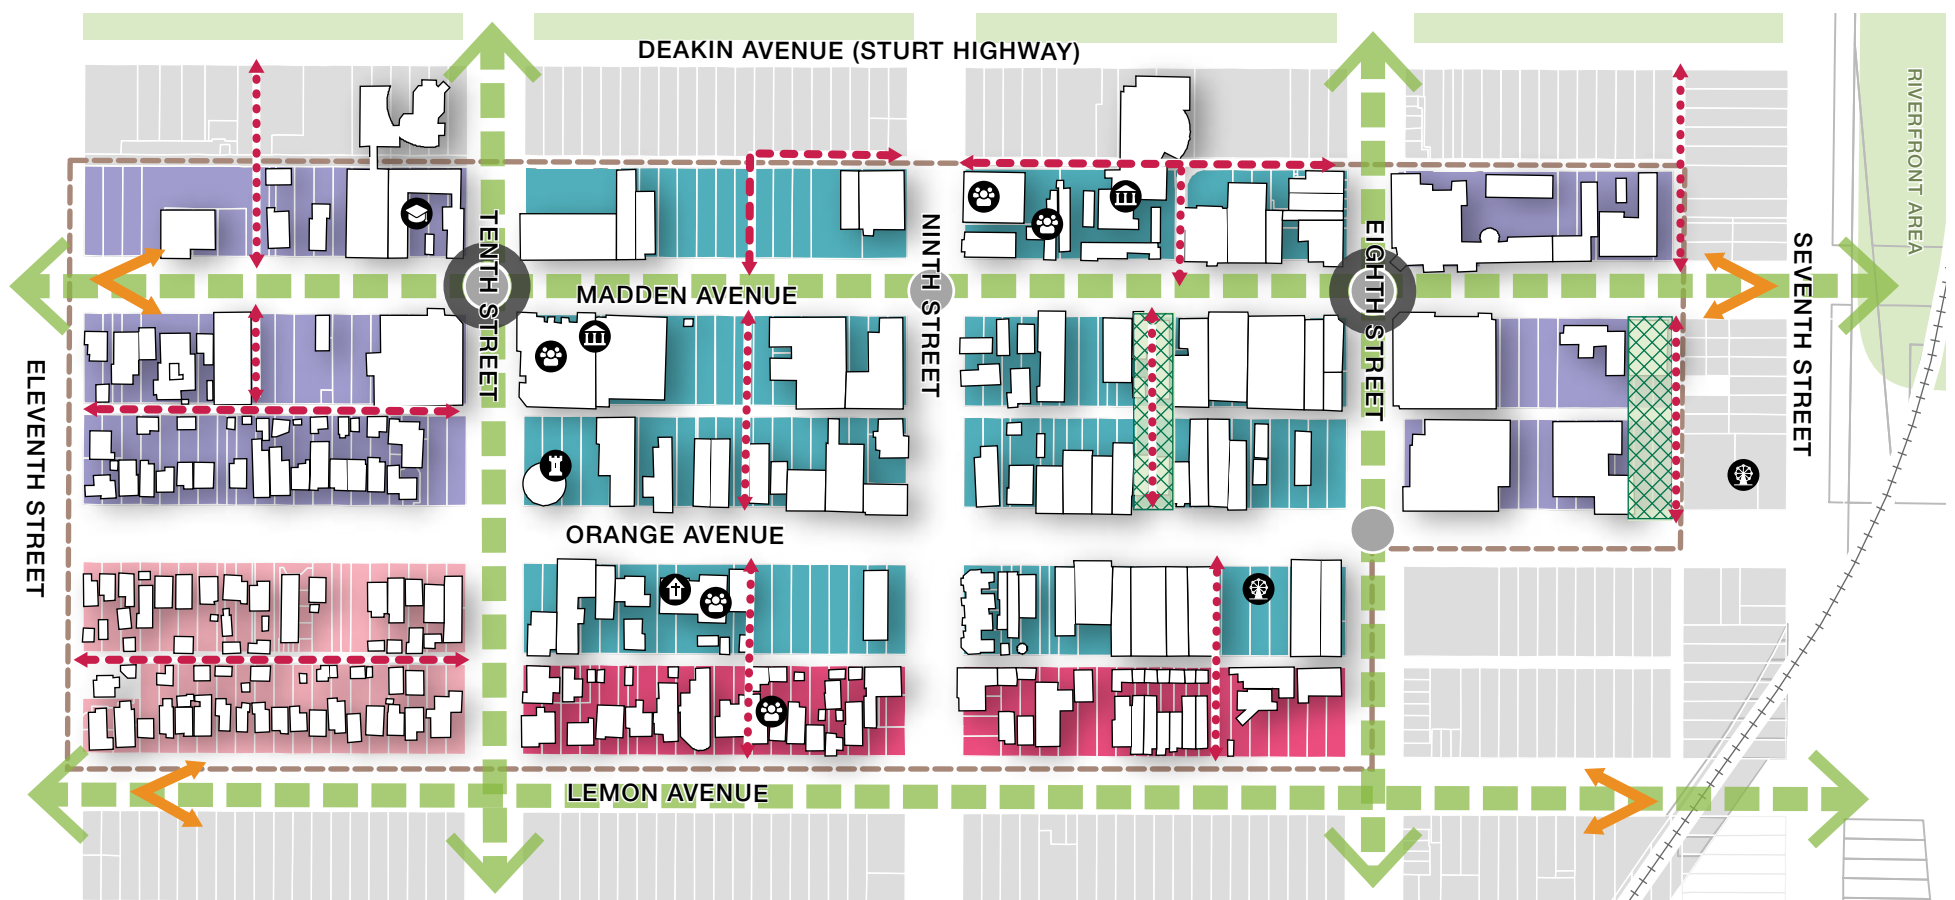 DEAKIN AVENUE (STURT HIGHWAY)
RIVERFRONT AREA
TENTH STREET
NINTH STREET
EIGHTH STREET
SEVENTH STREET
MADDEN AVENUE
ELEVENTH STREET
ORANGE AVENUE
LEMON AVENUE